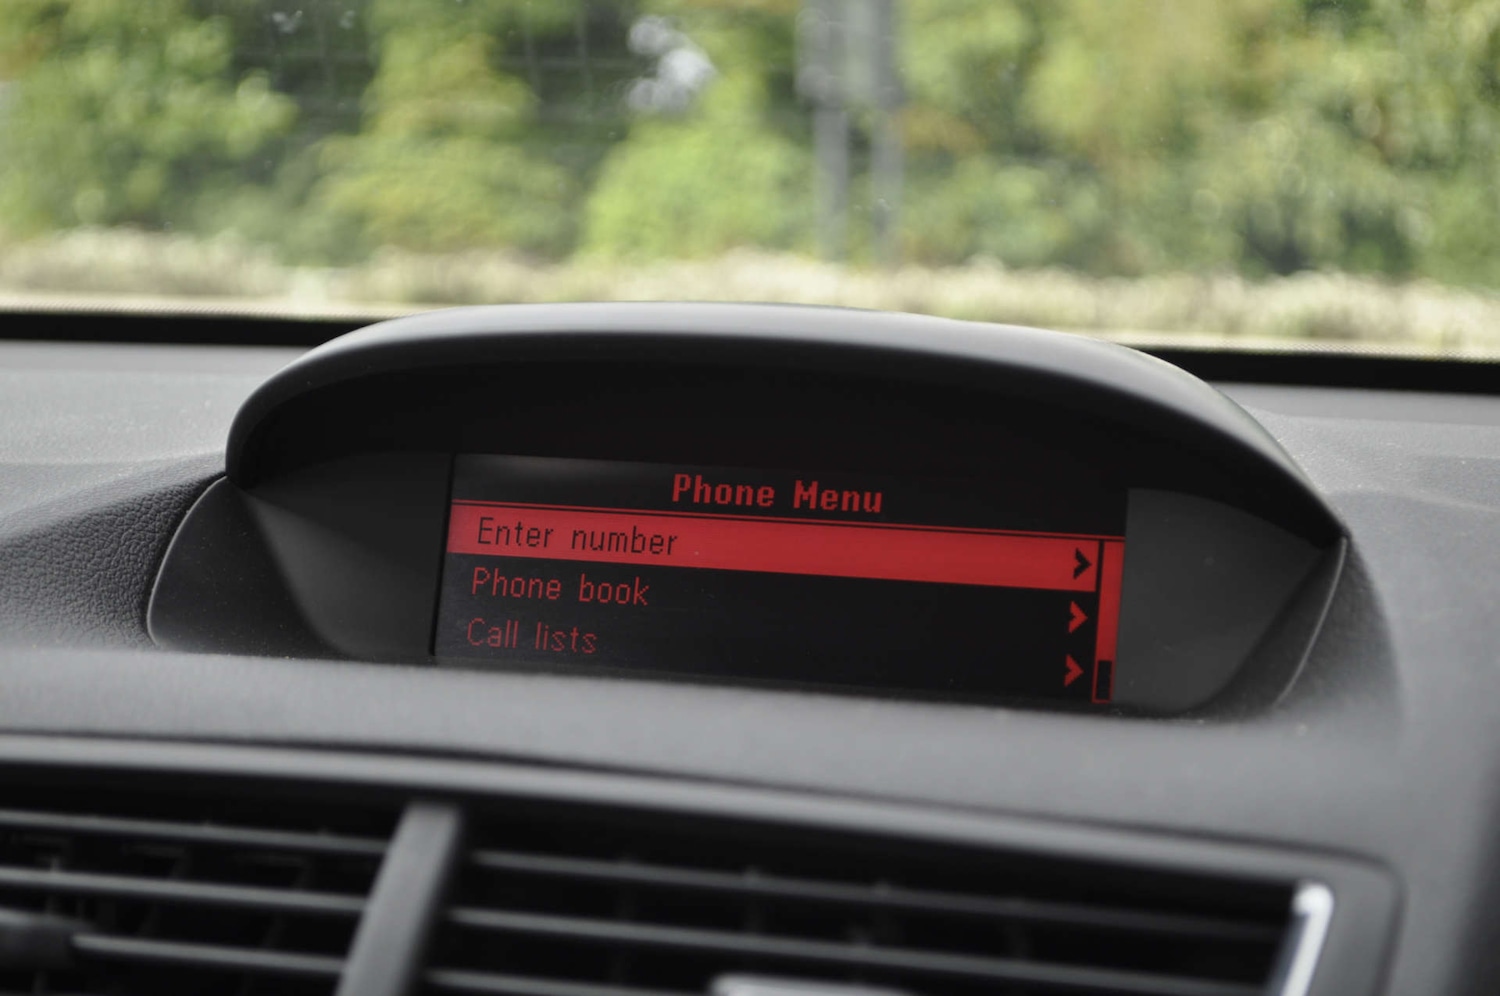 Phone Menu
Enter number
Phone book
Call lists